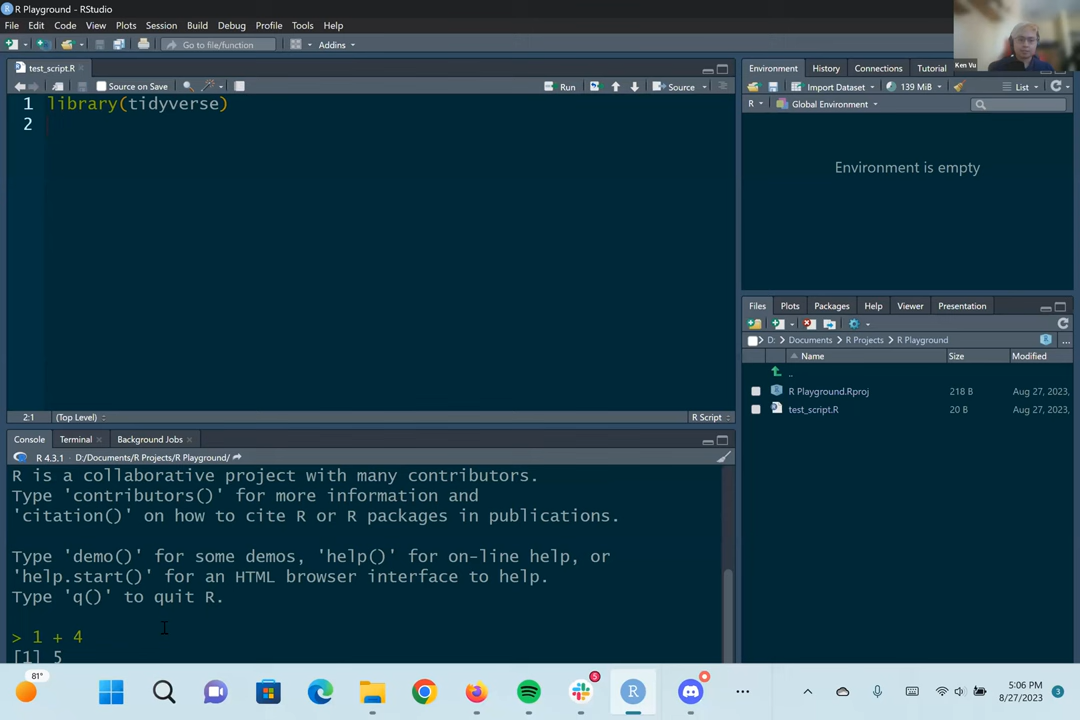 R Playground - RStudio
File Edit Code View Plots Session Build Debug Profile Tools Help
Go to file/function Addins
Ken Vu
test_script.R
Source on Save Run Source
1 library(tidyverse)
2
2:1 (Top Level) R Script
Console Terminal Background Jobs
R 4.3.1 · D:/Documents/R Projects/R Playground/
R is a collaborative project with many contributors.
Type 'contributors()' for more information and
'citation()' on how to cite R or R packages in publications.
Type 'demo()' for some demos, 'help()' for on-line help, or
'help.start()' for an HTML browser interface to help.
Type 'q()' to quit R.
> 1 + 4
[1] 5
Environment History Connections Tutorial
Import Dataset 139 MiB List
R Global Environment
Environment is empty
Files Plots Packages Help Viewer Presentation
D: Documents R Projects R Playground ...
Name Size Modified
..
R Playground.Rproj 218 B Aug 27, 2023,
test_script.R 20 B Aug 27, 2023,
81°
5
R
5:06 PM
8/27/2023
3